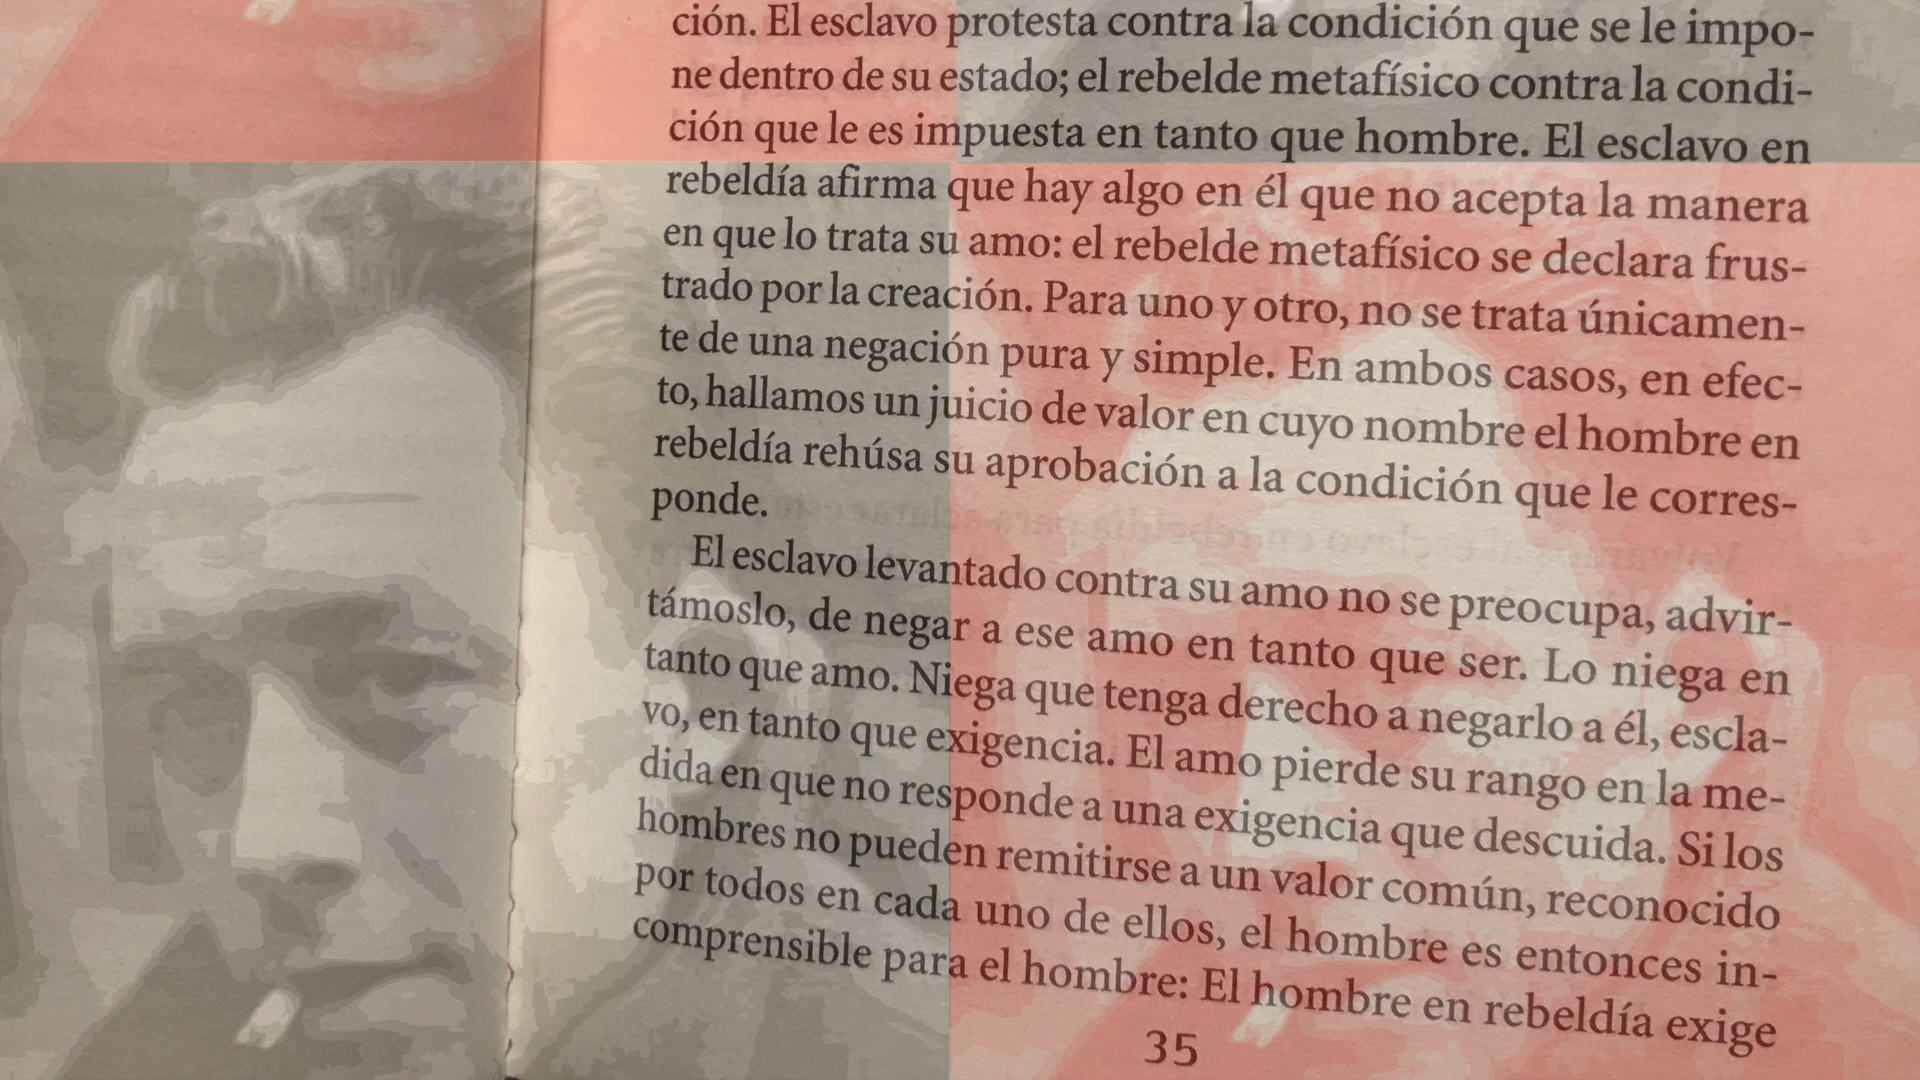 ción. El esclavo protesta contra la condición que se le impo-
ne dentro de su estado; el rebelde metafísico contra la condi-
ción que le es impuesta en tanto que hombre. El esclavo en
rebeldía afirma que hay algo en él que no acepta la manera
en que lo trata su amo: el rebelde metafísico se declara frus-
trado por la creación. Para uno y otro, no se trata únicamen-
te de una negación pura y simple. En ambos casos, en efec-
to, hallamos un juicio de valor en cuyo nombre el hombre en
rebeldía rehúsa su aprobación a la condición que le corres-
ponde.
El esclavo levantado contra su amo no se preocupa, advir-
támoslo, de negar a ese amo en tanto que ser. Lo niega en
tanto que amo. Niega que tenga derecho a negarlo a él, escla-
vo, en tanto que exigencia. El amo pierde su rango en la me-
dida en que no responde a una exigencia que descuida. Si los
hombres no pueden remitirse a un valor común, reconocido
por todos en cada uno de ellos, el hombre es entonces in-
comprensible para el hombre: El hombre en rebeldía exige
35